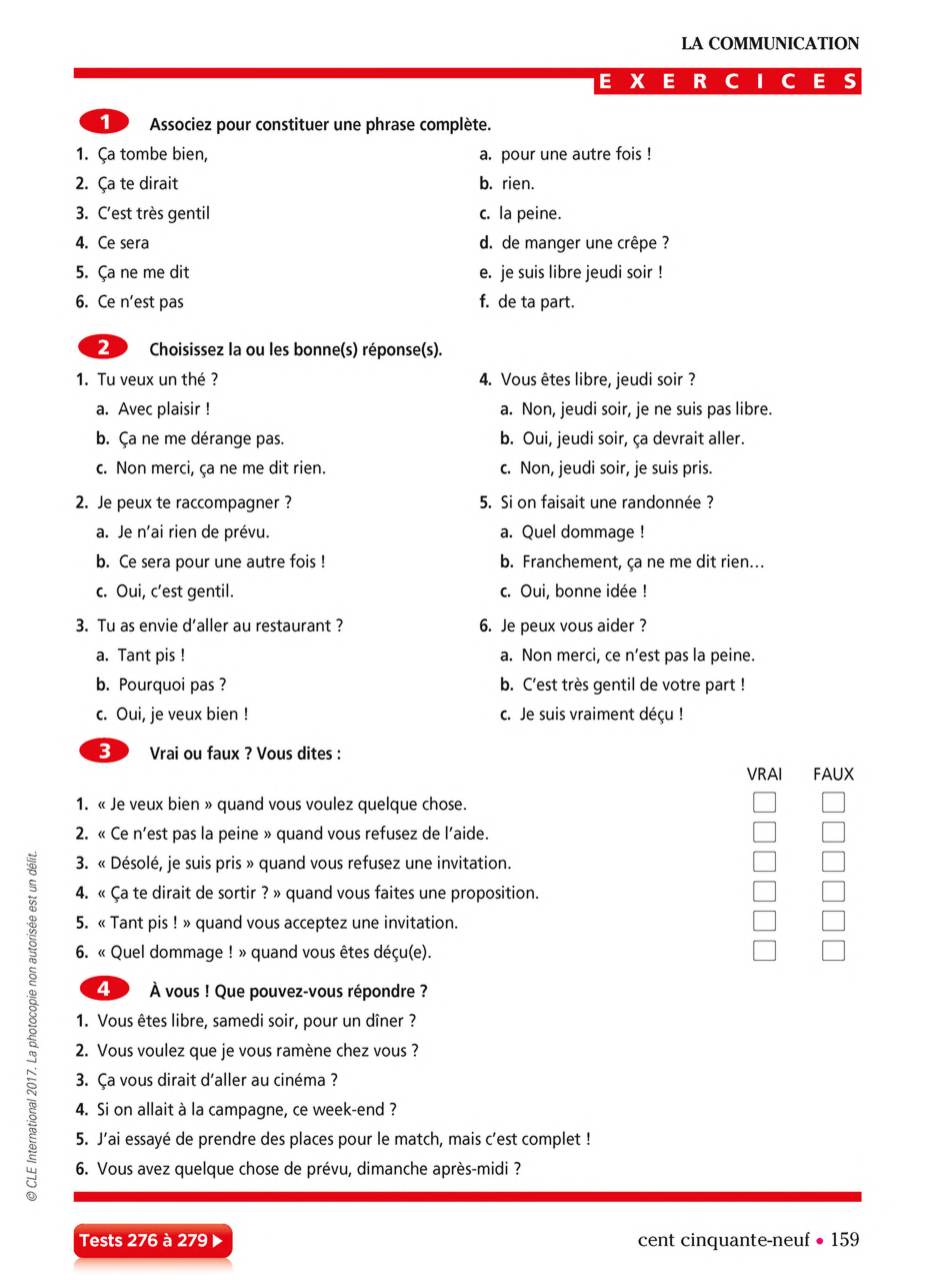 LA COMMUNICATION
EXERCICES
1 Associez pour constituer une phrase complète.
1. Ça tombe bien,
2. Ça te dirait
3. C'est très gentil
4. Ce sera
5. Ça ne me dit
6. Ce n'est pas
a. pour une autre fois !
b. rien.
c. la peine.
d. de manger une crêpe ?
e. je suis libre jeudi soir !
f. de ta part.
2 Choisissez la ou les bonne(s) réponse(s).
1. Tu veux un thé ?
a. Avec plaisir !
b. Ça ne me dérange pas.
c. Non merci, ça ne me dit rien.
2. Je peux te raccompagner ?
a. Je n'ai rien de prévu.
b. Ce sera pour une autre fois !
c. Oui, c'est gentil.
3. Tu as envie d'aller au restaurant ?
a. Tant pis !
b. Pourquoi pas ?
c. Oui, je veux bien !
4. Vous êtes libre, jeudi soir ?
a. Non, jeudi soir, je ne suis pas libre.
b. Oui, jeudi soir, ça devrait aller.
c. Non, jeudi soir, je suis pris.
5. Si on faisait une randonnée ?
a. Quel dommage !
b. Franchement, ça ne me dit rien...
c. Oui, bonne idée !
6. Je peux vous aider ?
a. Non merci, ce n'est pas la peine.
b. C'est très gentil de votre part !
c. Je suis vraiment déçu !
3 Vrai ou faux ? Vous dites :
VRAI FAUX
1. « Je veux bien » quand vous voulez quelque chose.
2. « Ce n'est pas la peine » quand vous refusez de l'aide.
3. « Désolé, je suis pris » quand vous refusez une invitation.
4. « Ça te dirait de sortir ? » quand vous faites une proposition.
5. « Tant pis ! » quand vous acceptez une invitation.
6. « Quel dommage ! » quand vous êtes déçu(e).
4 À vous ! Que pouvez-vous répondre ?
1. Vous êtes libre, samedi soir, pour un dîner ?
2. Vous voulez que je vous ramène chez vous ?
3. Ça vous dirait d'aller au cinéma ?
4. Si on allait à la campagne, ce week-end ?
5. J'ai essayé de prendre des places pour le match, mais c'est complet !
6. Vous avez quelque chose de prévu, dimanche après-midi ?
© CLE International 2017. La photocopie non autorisée est un délit.
Tests 276 à 279
cent cinquante-neuf • 159